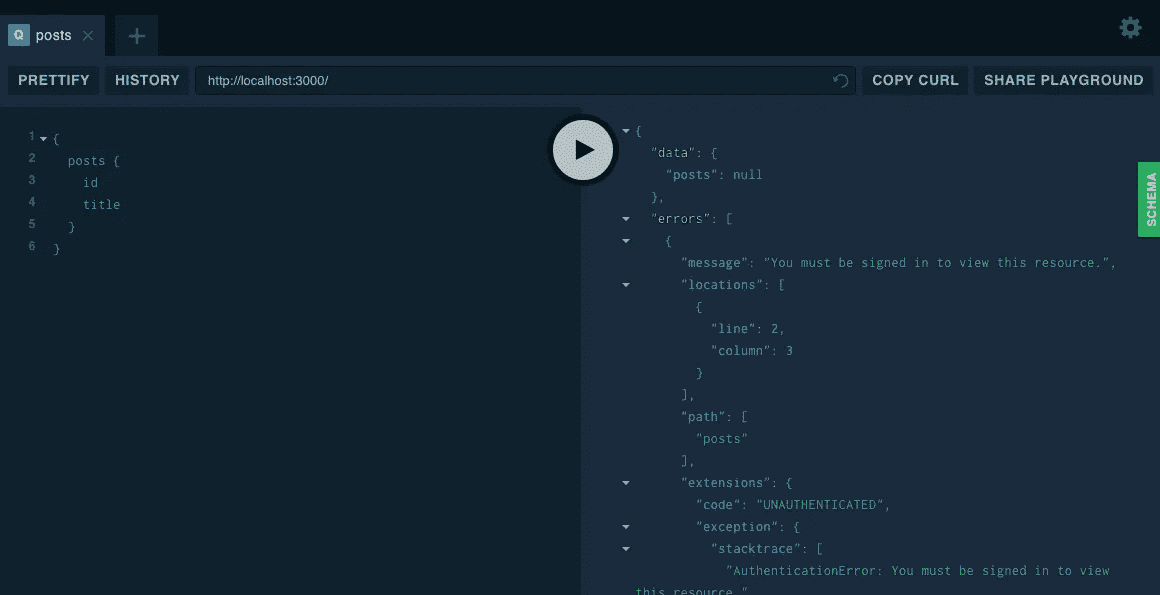 Q posts ×
PRETTIFY HISTORY http://localhost:3000/ COPY CURL SHARE PLAYGROUND
1 {
2 posts {
3 id
4 title
5 }
6 }
{
"data": {
"posts": null
},
"errors": [
{
"message": "You must be signed in to view this resource.",
"locations": [
{
"line": 2,
"column": 3
}
],
"path": [
"posts"
],
"extensions": {
"code": "UNAUTHENTICATED",
"exception": {
"stacktrace": [
"AuthenticationError: You must be signed in to view
this resource."
SCHEMA